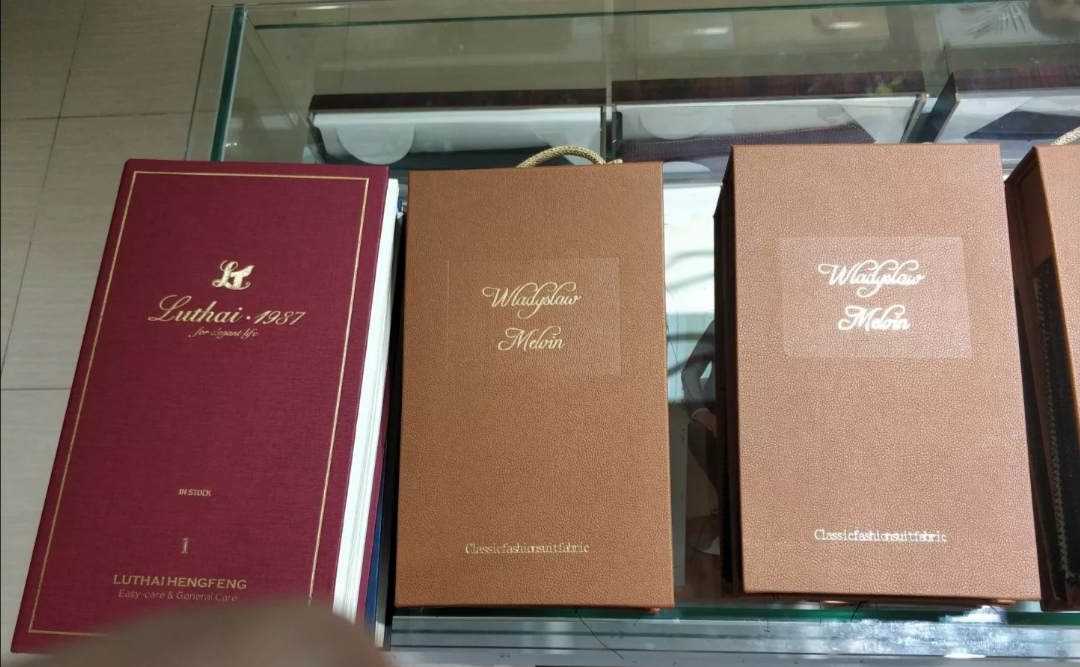 LT
Luthai · 1987
for elegant life
IN STOCK
1
LUTHAI HENGFENG
Easy-care & General Care
Wladyslaw
Melvin
Classicfashionsuitfabric
Wladyslaw
Melvin
Classicfashionsuitfabric